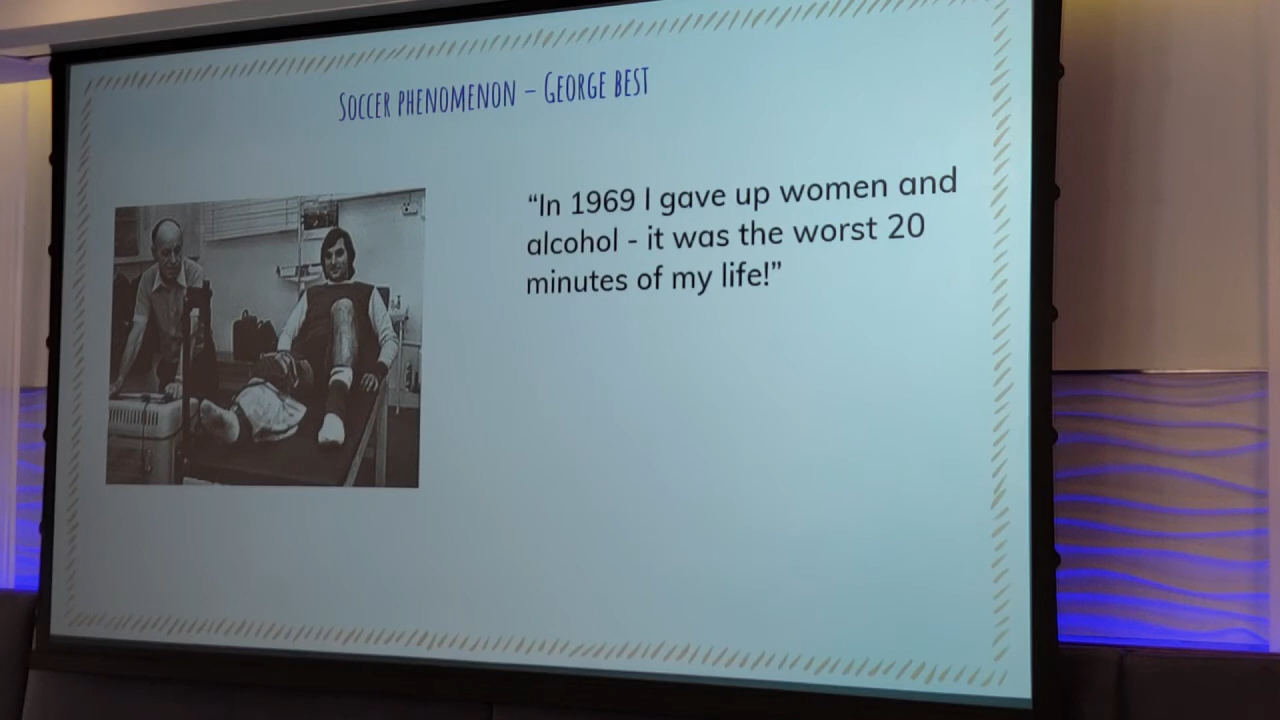 Soccer phenomenon – George Best
“In 1969 I gave up women and
alcohol - it was the worst 20
minutes of my life!”